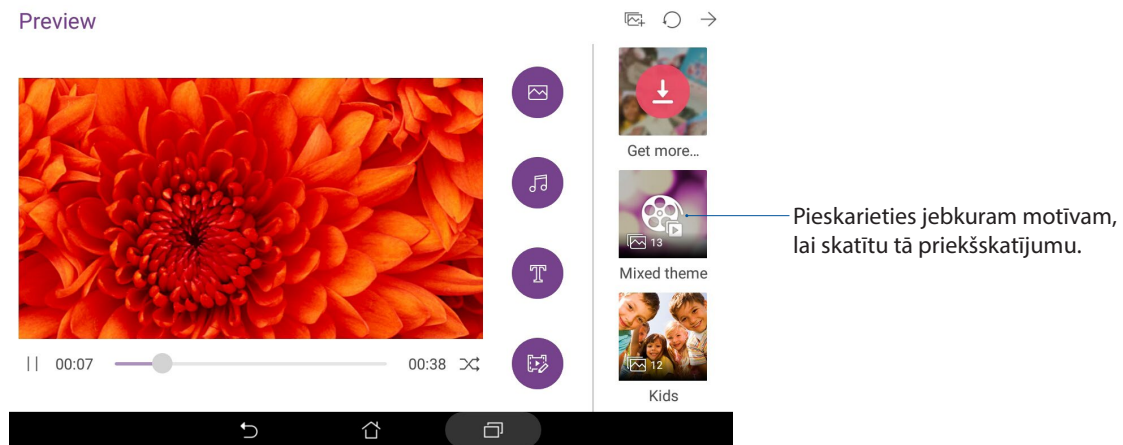 Preview
Get more...
13
Mixed theme
12
Kids
00:07
00:38
Pieskarieties jebkuram motīvam,
lai skatītu tā priekšskatījumu.